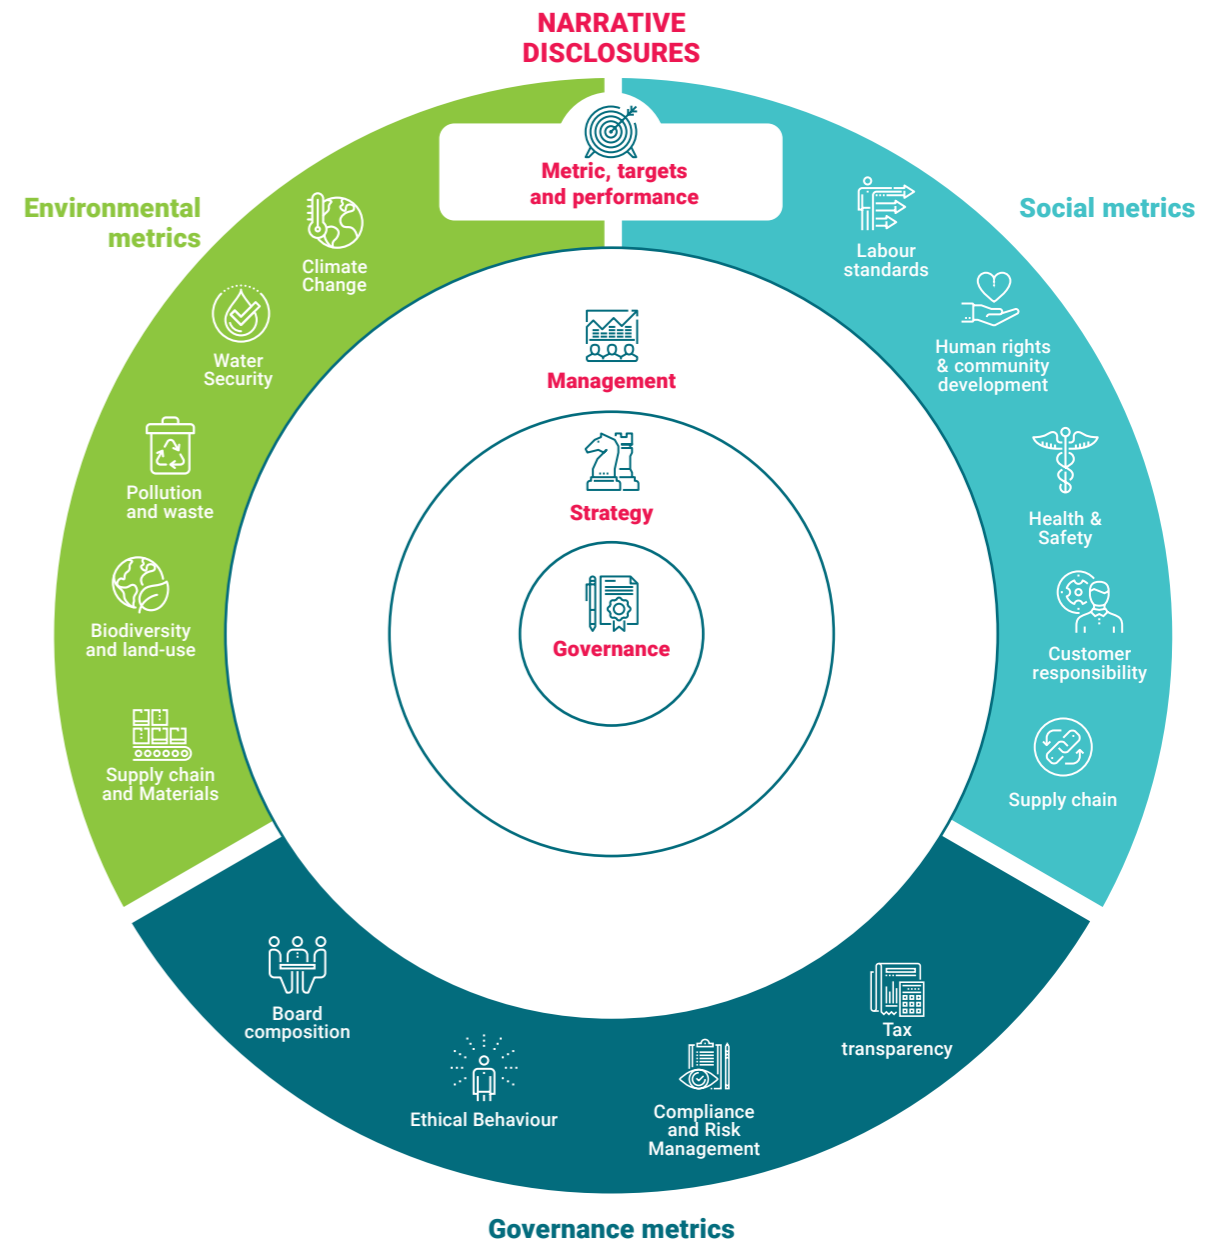 NARRATIVE
DISCLOSURES
Metric, targets
and performance
Environmental
metrics
Climate
Change
Water
Security
Pollution
and waste
Biodiversity
and land-use
Supply chain
and Materials
Social metrics
Labour
standards
Human rights
& community
development
Health &
Safety
Customer
responsibility
Supply chain
Management
Strategy
Governance
Board
composition
Ethical Behaviour
Compliance
and Risk
Management
Tax
transparency
Governance metrics